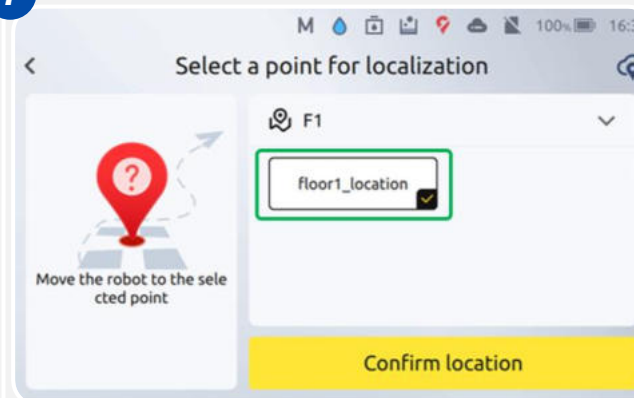 M 100% 16:3
Select a point for localization
F1
floor1_location
?
Move the robot to the sele
cted point
Confirm location